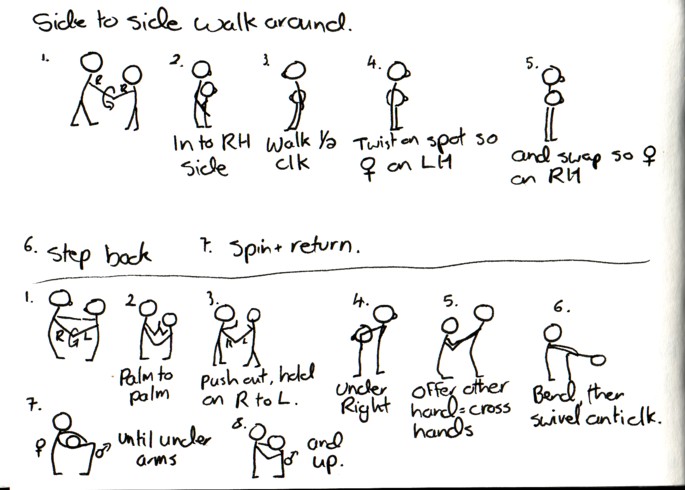 Side to side walk around.
1. 2. 3. 4. 5.
R R
G
In to RH
side
Walk 1/2
clk
Twist on spot so
♀ on LH
and swap so ♀
on RH
6. Step back 7. Spin + return.
1. 2 3. 4. 5. 6.
R G L
R L
Palm to
palm
push out, hold
on R to L.
Under
Right
Offer other
hand = cross
hands
Bend, then
swivel anticlk.
7. 8.
♀ ♂ until under
arms
♂ and
up.